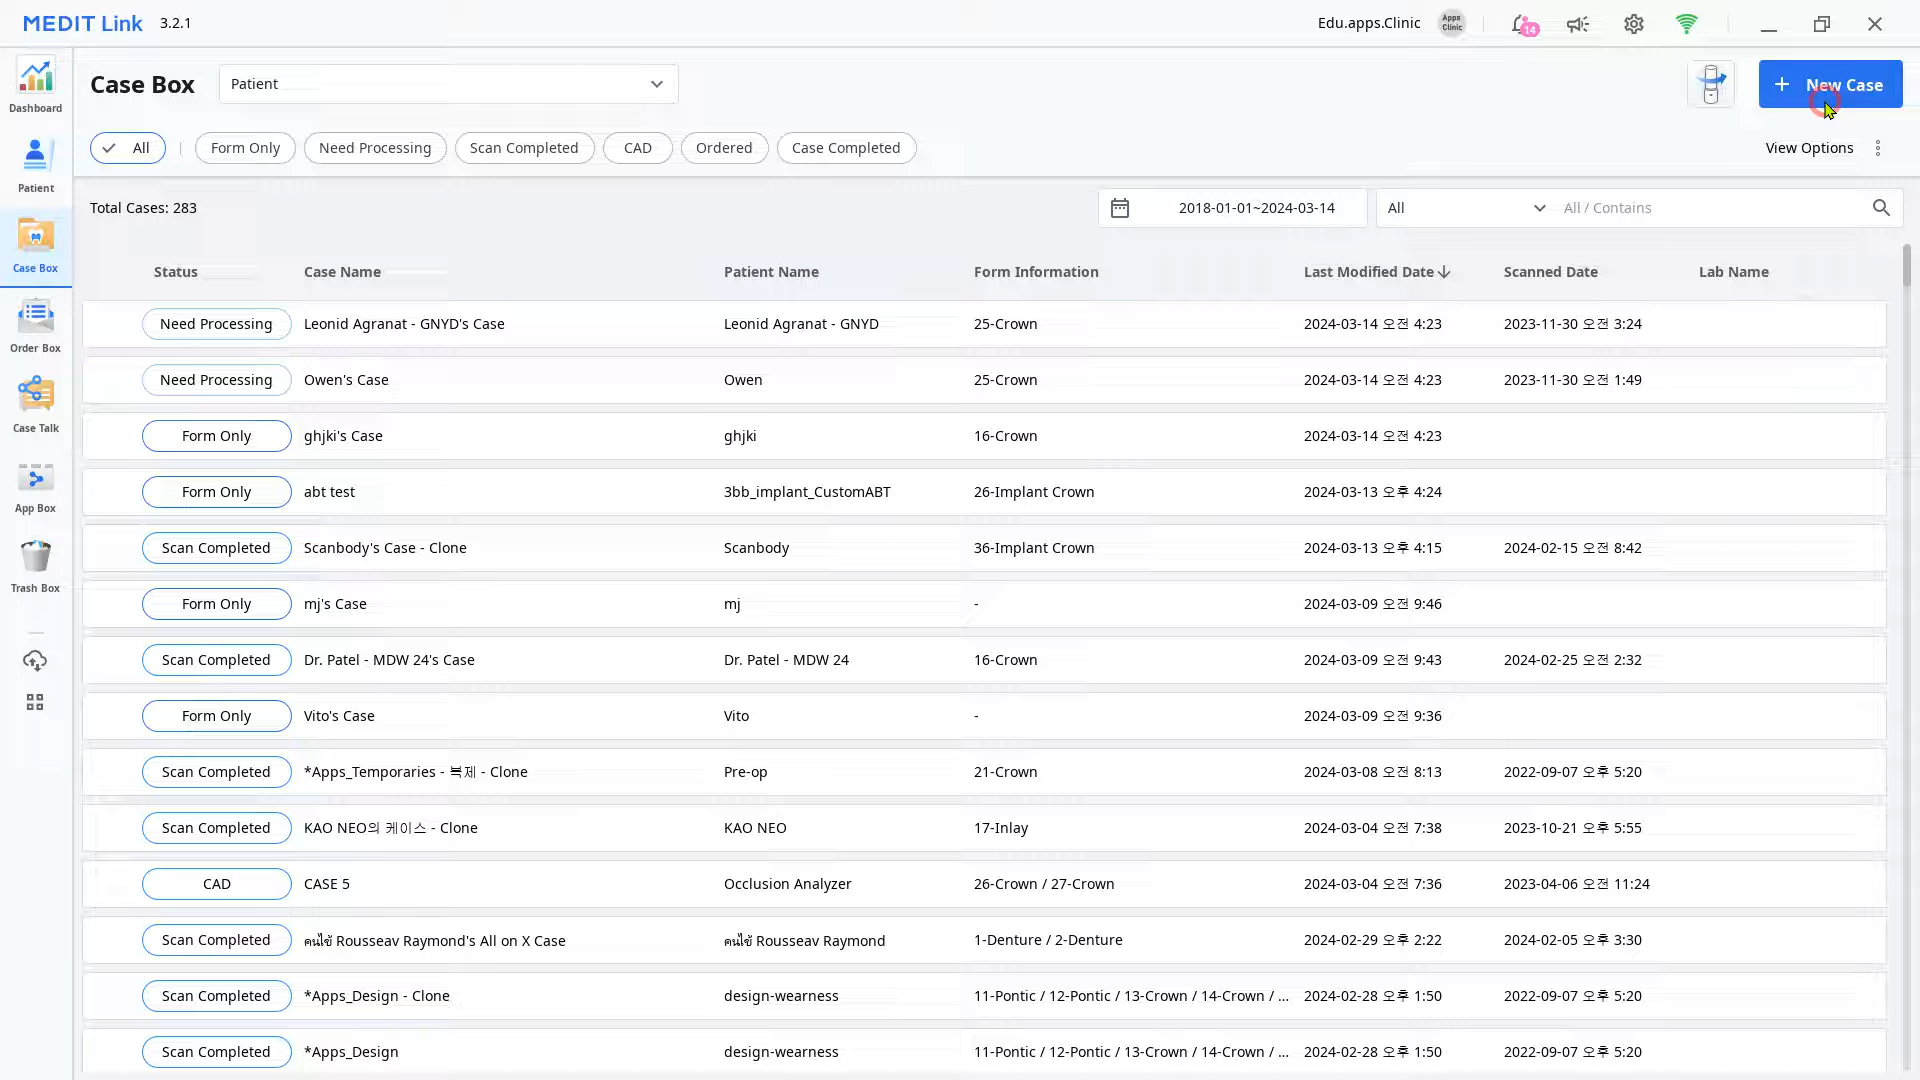 MEDIT Link 3.2.1 Edu.apps.Clinic Apps Clinic 14
Dashboard
Patient
Case Box
Order Box
Case Talk
App Box
Trash Box
Case Box Patient + New Case
All Form Only Need Processing Scan Completed CAD Ordered Case Completed View Options
Total Cases: 283 2018-01-01~2024-03-14 All All / Contains
Status Case Name Patient Name Form Information Last Modified Date Scanned Date Lab Name
Need Processing Leonid Agranat - GNYD's Case Leonid Agranat - GNYD 25-Crown 2024-03-14 오전 4:23 2023-11-30 오전 3:24
Need Processing Owen's Case Owen 25-Crown 2024-03-14 오전 4:23 2023-11-30 오전 1:49
Form Only ghjki's Case ghjki 16-Crown 2024-03-14 오전 4:23
Form Only abt test 3bb_implant_CustomABT 26-Implant Crown 2024-03-13 오후 4:24
Scan Completed Scanbody's Case - Clone Scanbody 36-Implant Crown 2024-03-13 오후 4:15 2024-02-15 오전 8:42
Form Only mj's Case mj - 2024-03-09 오전 9:46
Scan Completed Dr. Patel - MDW 24's Case Dr. Patel - MDW 24 16-Crown 2024-03-09 오전 9:43 2024-02-25 오전 2:32
Form Only Vito's Case Vito - 2024-03-09 오전 9:36
Scan Completed *Apps_Temporaries - 복제 - Clone Pre-op 21-Crown 2024-03-08 오전 8:13 2022-09-07 오후 5:20
Scan Completed KAO NEO의 케이스 - Clone KAO NEO 17-Inlay 2024-03-04 오전 7:38 2023-10-21 오후 5:55
CAD CASE 5 Occlusion Analyzer 26-Crown / 27-Crown 2024-03-04 오전 7:36 2023-04-06 오전 11:24
Scan Completed คนไข้ Rousseav Raymond's All on X Case คนไข้ Rousseav Raymond 1-Denture / 2-Denture 2024-02-29 오후 2:22 2024-02-05 오후 3:30
Scan Completed *Apps_Design - Clone design-wearness 11-Pontic / 12-Pontic / 13-Crown / 14-Crown / ... 2024-02-28 오후 1:50 2022-09-07 오후 5:20
Scan Completed *Apps_Design design-wearness 11-Pontic / 12-Pontic / 13-Crown / 14-Crown / ... 2024-02-28 오후 1:50 2022-09-07 오후 5:20